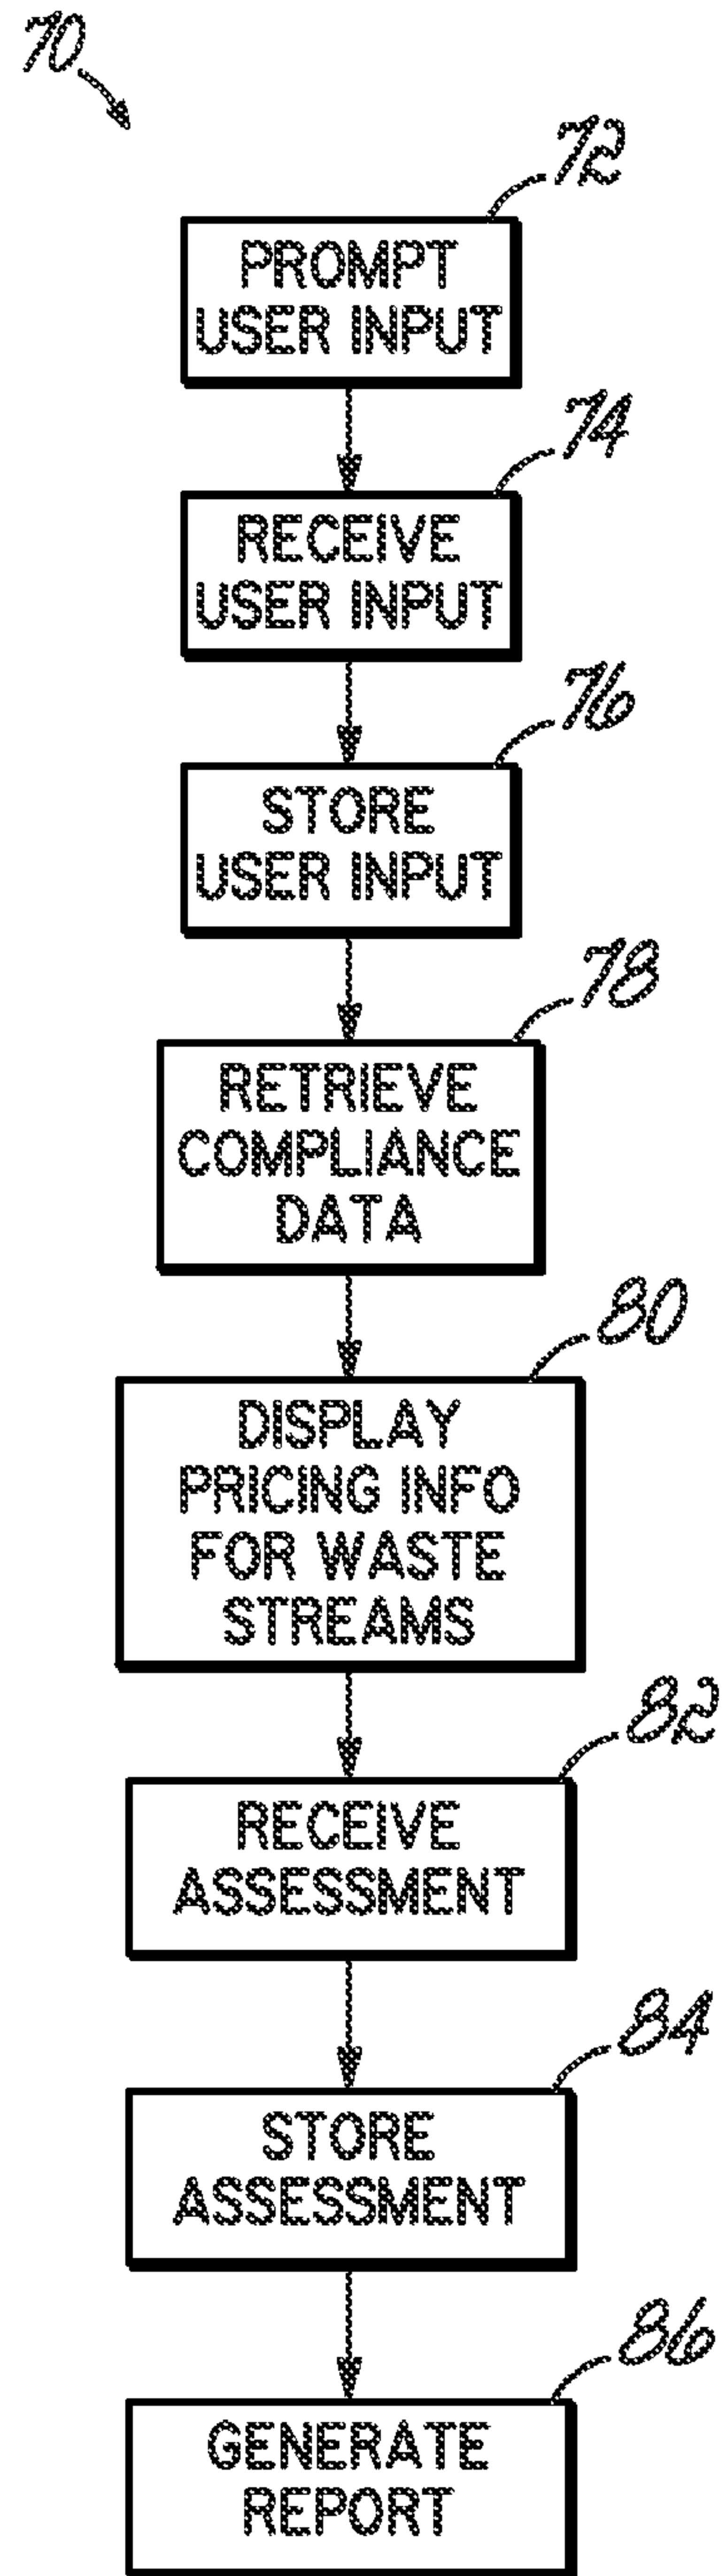 70
72
PROMPT
USER INPUT
74
RECEIVE
USER INPUT
76
STORE
USER INPUT
78
RETRIEVE
COMPLIANCE
DATA
80
DISPLAY
PRICING INFO
FOR WASTE
STREAMS
82
RECEIVE
ASSESSMENT
84
STORE
ASSESSMENT
86
GENERATE
REPORT